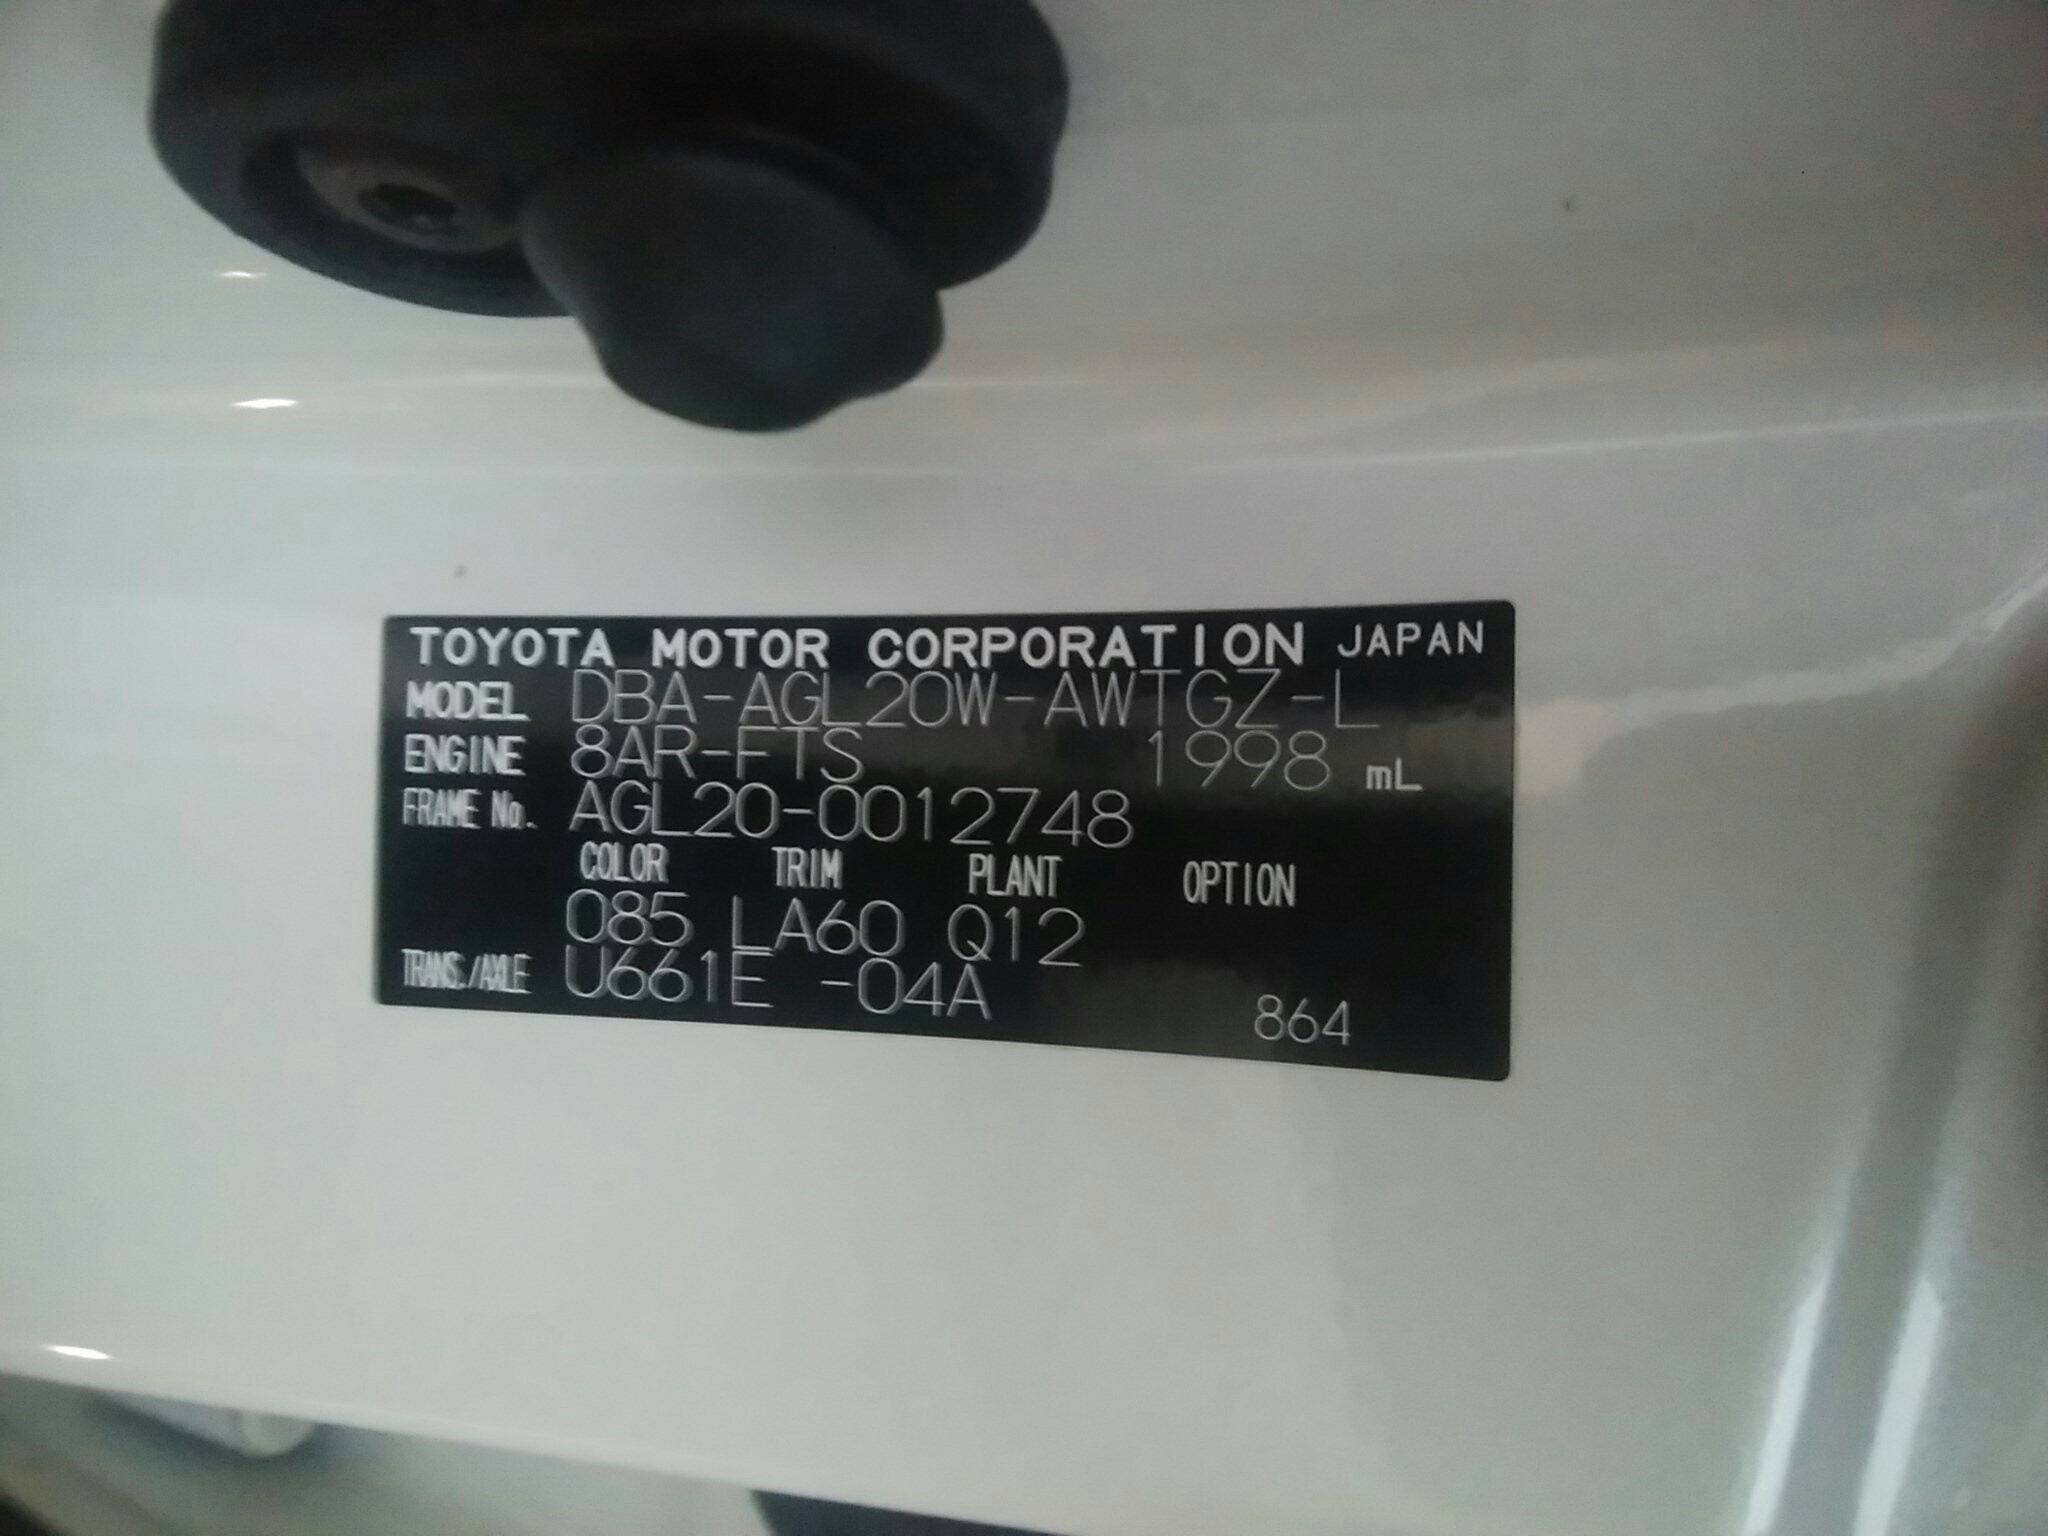 TOYOTA MOTOR CORPORATION JAPAN
MODEL DBA-AGL20W-AWTGZ-L
ENGINE 8AR-FTS 1998 mL
FRAME No. AGL20-0012748
COLOR TRIM PLANT OPTION
085 LA60 Q12
TRANS./AXLE U661E -04A
864